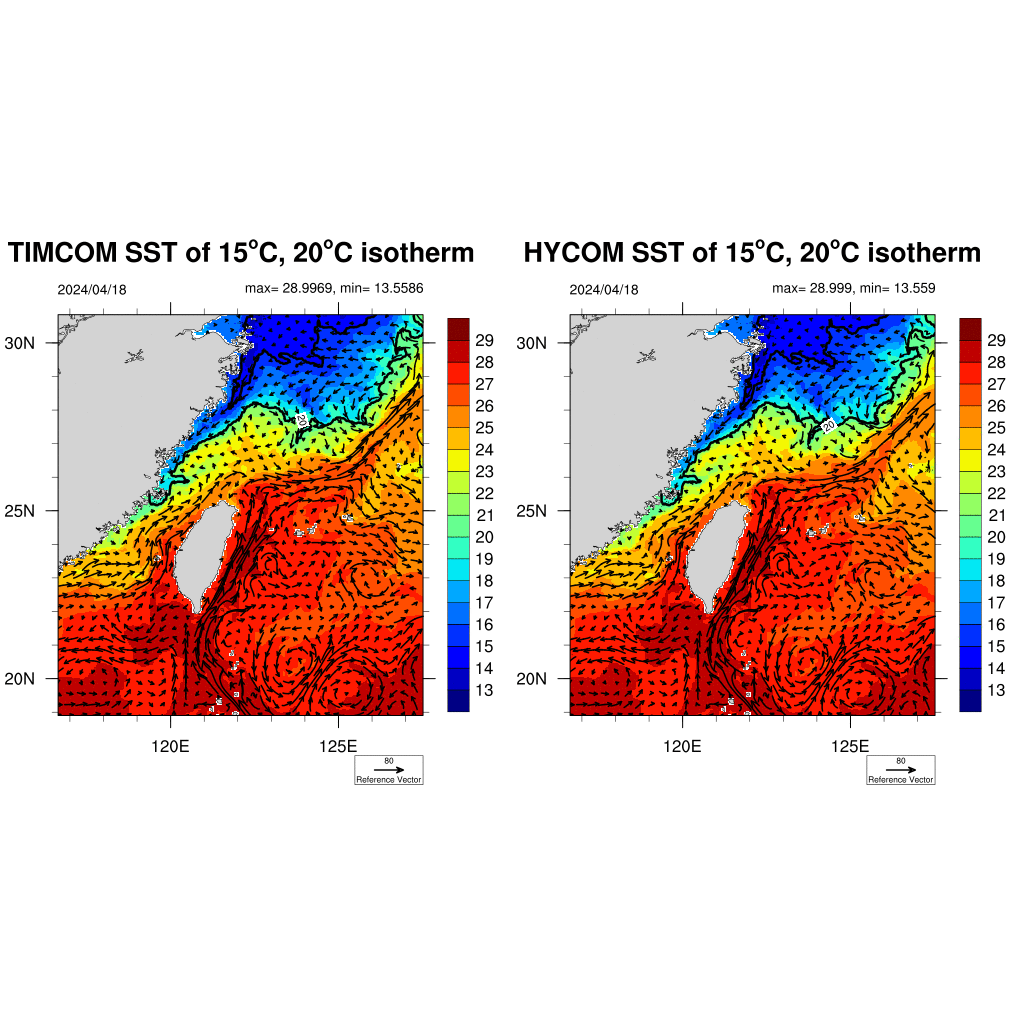 TIMCOM SST of 15°C, 20°C isotherm
2024/04/18
max= 28.9969, min= 13.5586
30N
25N
20N
120E
125E
20
29
28
27
26
25
24
23
22
21
20
19
18
17
16
15
14
13
80
Reference Vector
HYCOM SST of 15°C, 20°C isotherm
2024/04/18
max= 28.999, min= 13.559
30N
25N
20N
120E
125E
20
29
28
27
26
25
24
23
22
21
20
19
18
17
16
15
14
13
80
Reference Vector